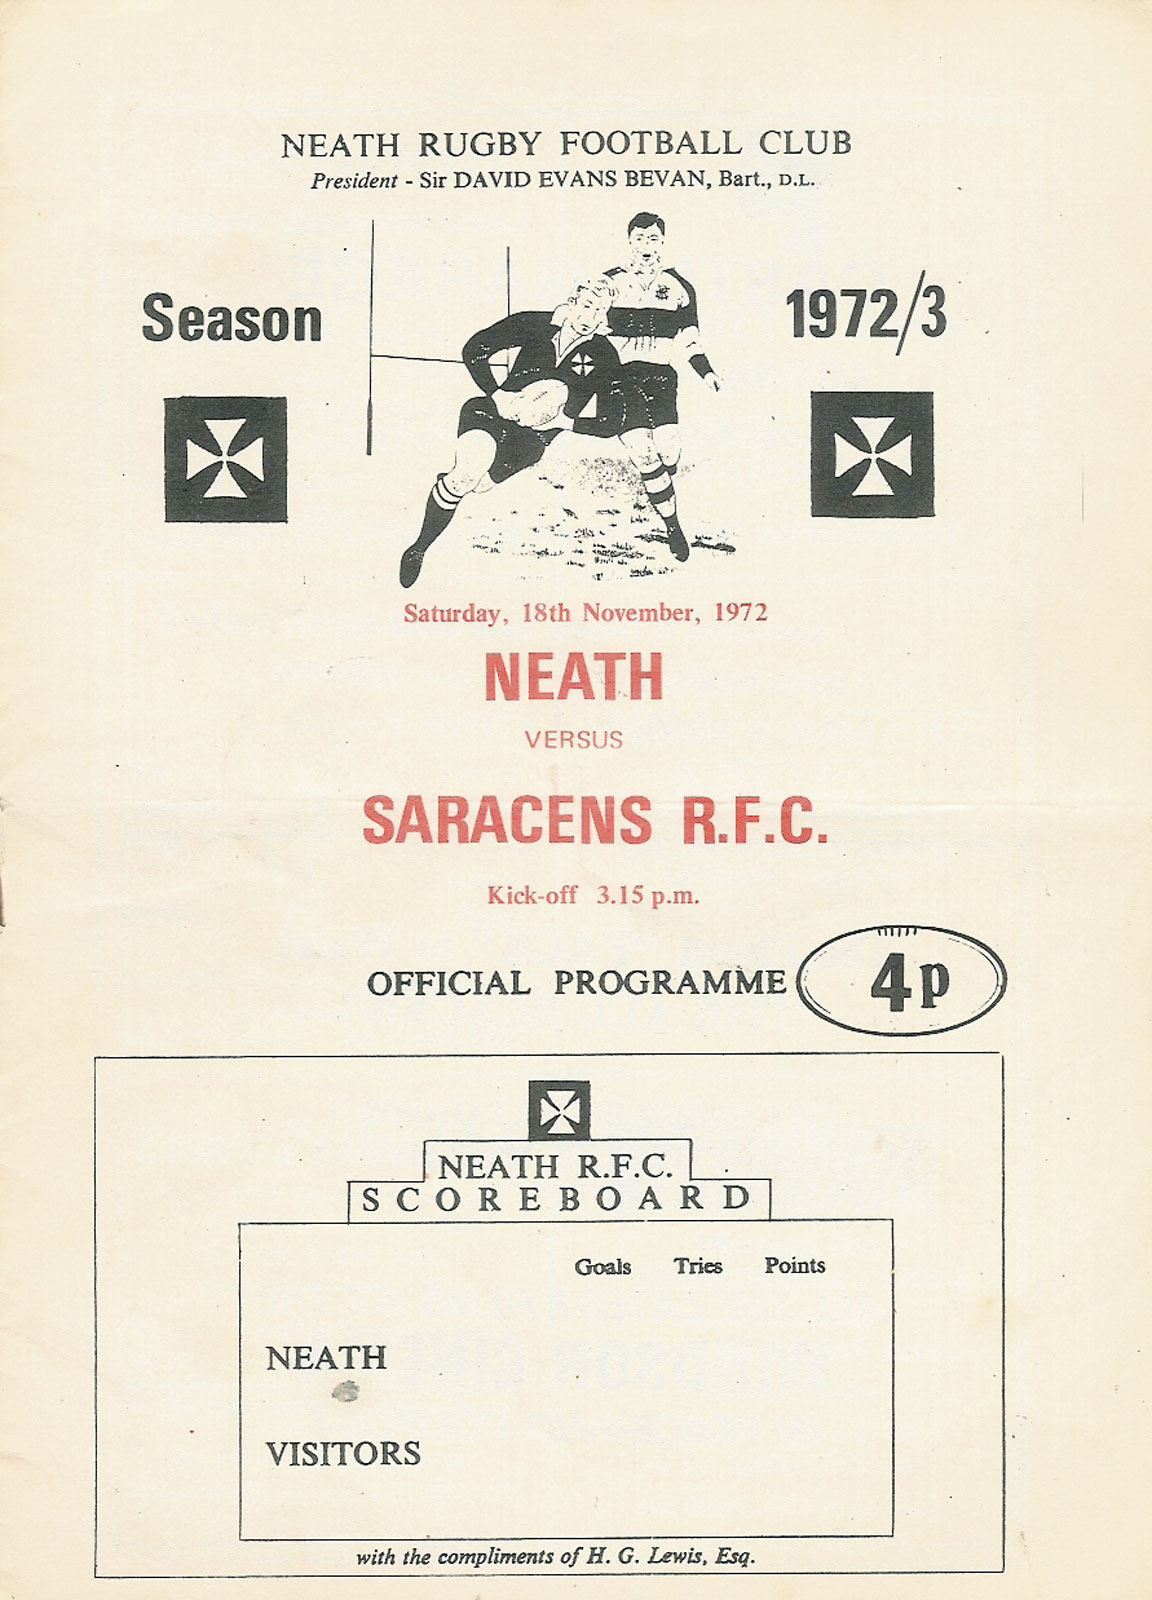 NEATH RUGBY FOOTBALL CLUB
President - Sir DAVID EVANS BEVAN, Bart., D.L.
Season 1972/3
Saturday, 18th November, 1972
NEATH
VERSUS
SARACENS R.F.C.
Kick-off 3.15 p.m.
OFFICIAL PROGRAMME 4p
NEATH R.F.C.
SCOREBOARD
Goals Tries Points
NEATH
VISITORS
with the compliments of H. G. Lewis, Esq.